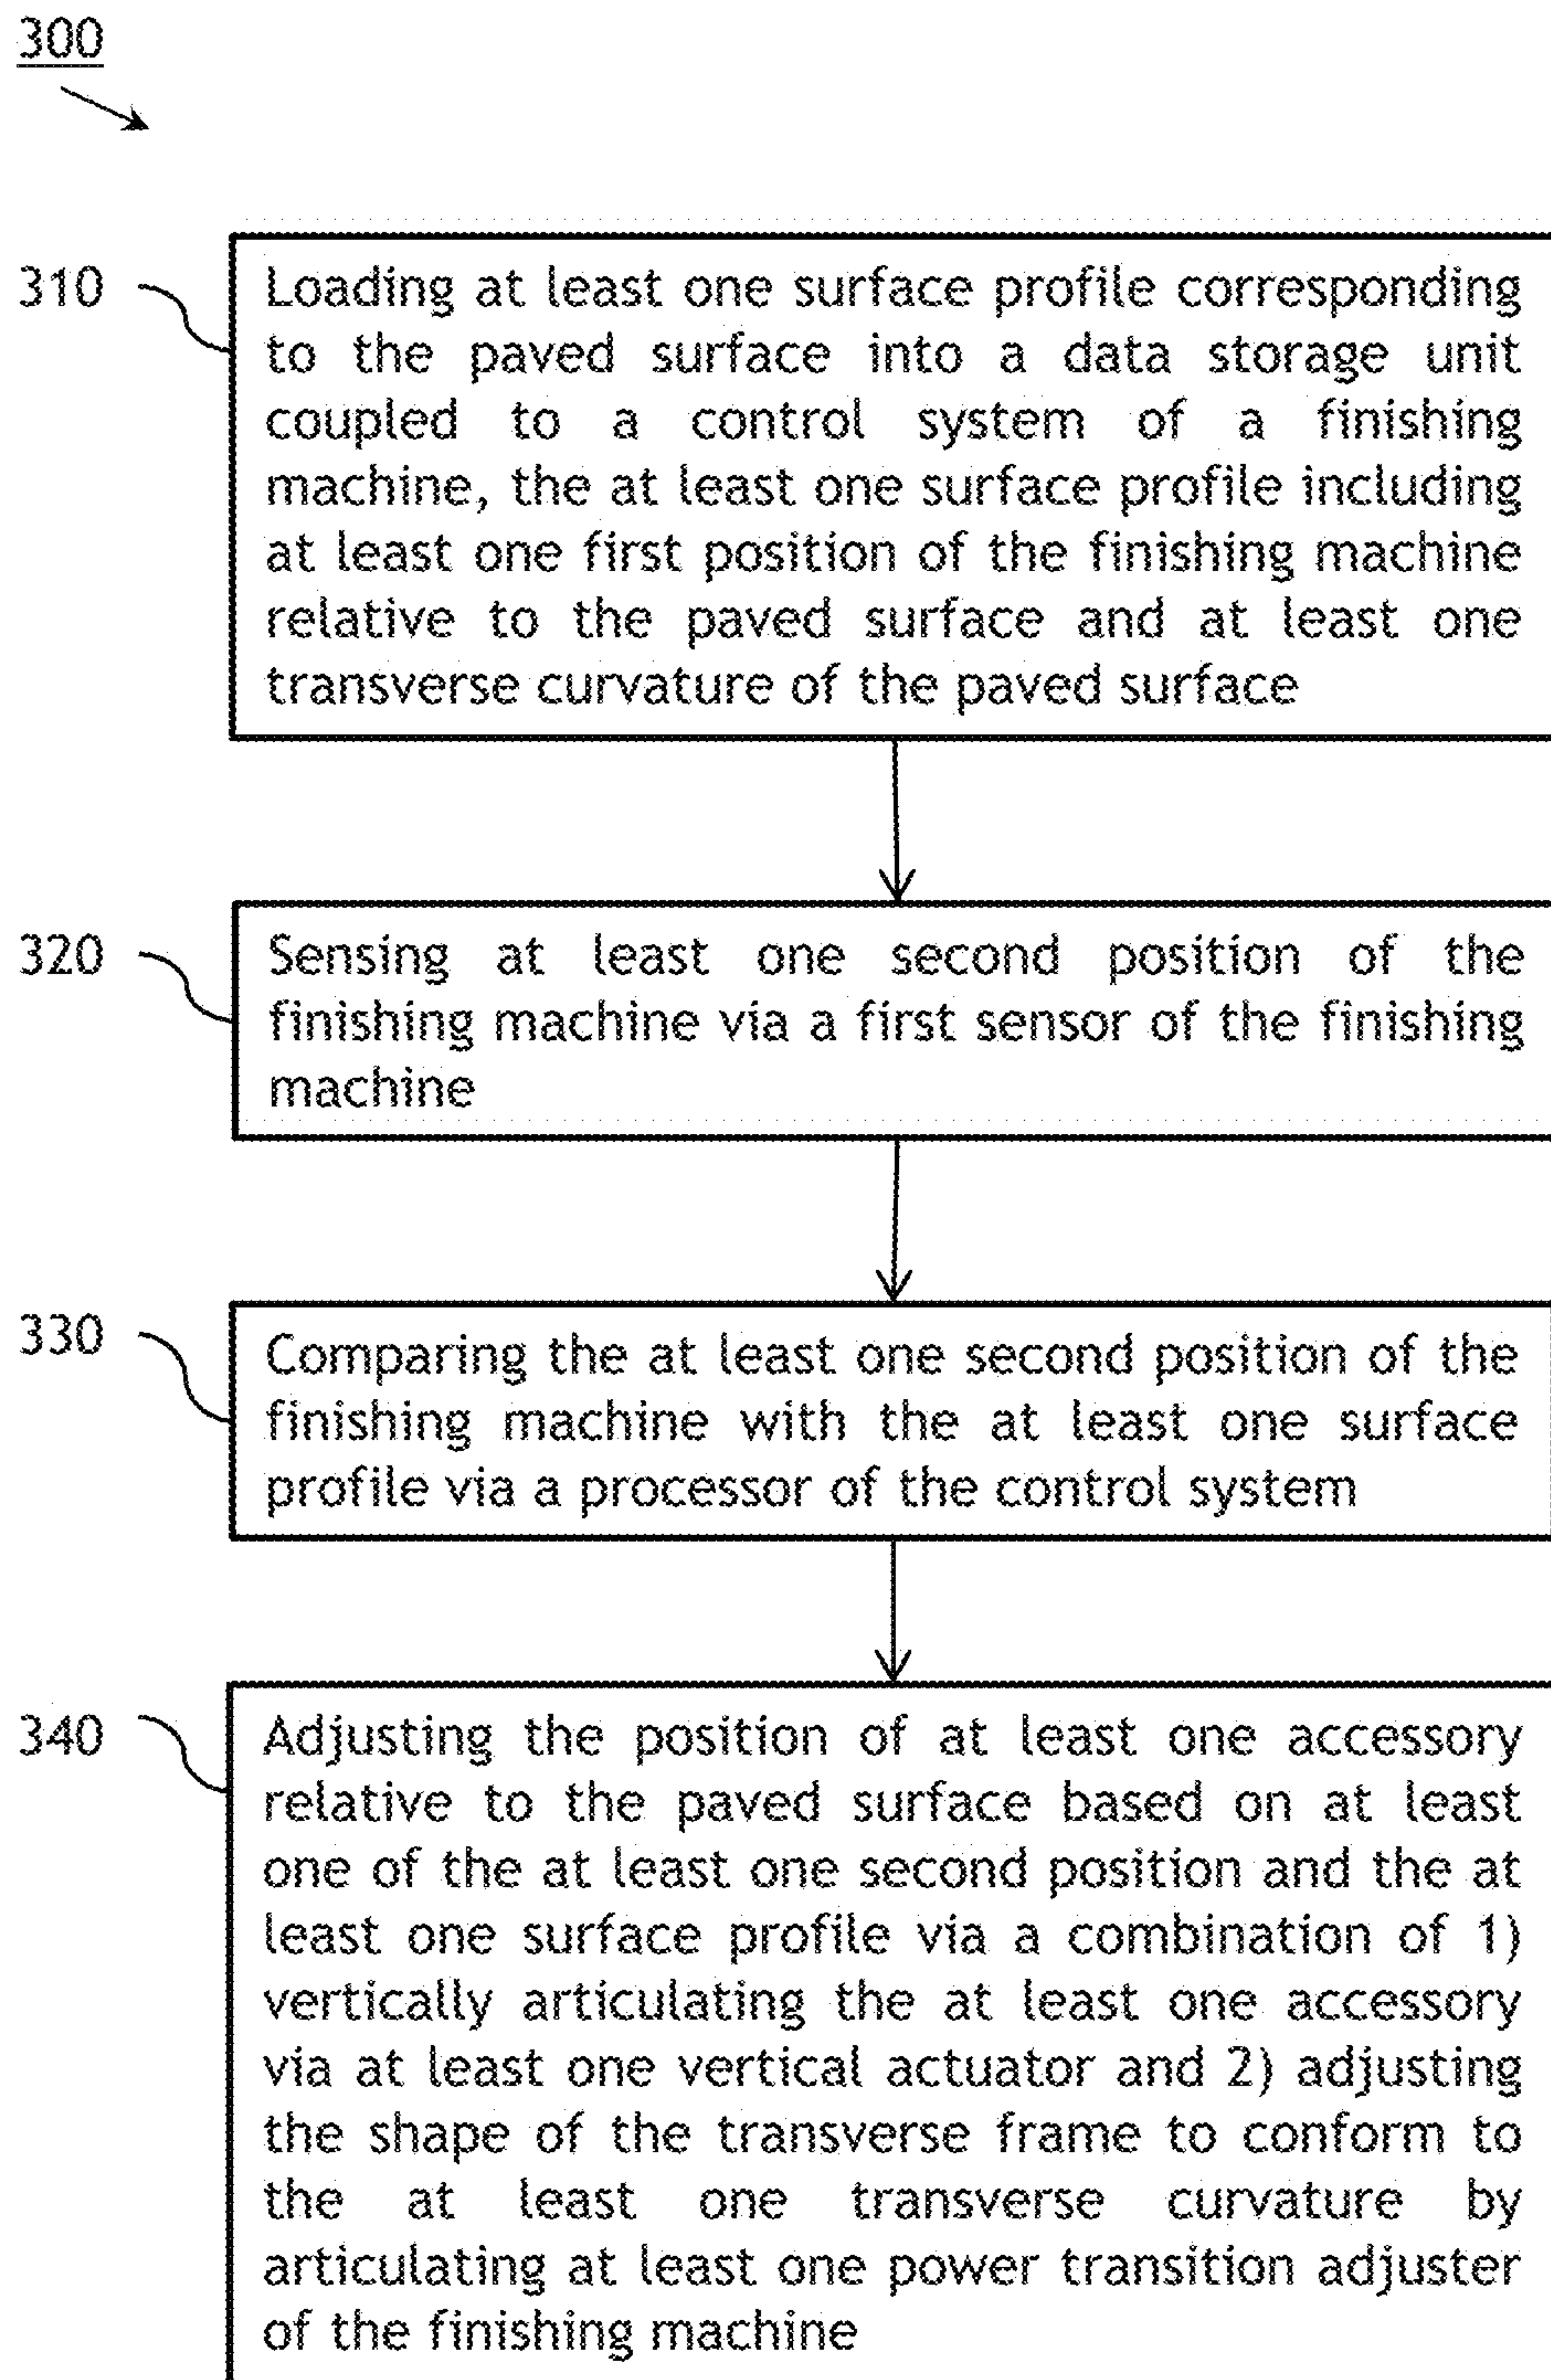 300
310
Loading at least one surface profile corresponding
to the paved surface into a data storage unit
coupled to a control system of a finishing
machine, the at least one surface profile including
at least one first position of the finishing machine
relative to the paved surface and at least one
transverse curvature of the paved surface
320
Sensing at least one second position of the
finishing machine via a first sensor of the finishing
machine
330
Comparing the at least one second position of the
finishing machine with the at least one surface
profile via a processor of the control system
340
Adjusting the position of at least one accessory
relative to the paved surface based on at least
one of the at least one second position and the at
least one surface profile via a combination of 1)
vertically articulating the at least one accessory
via at least one vertical actuator and 2) adjusting
the shape of the transverse frame to conform to
the at least one transverse curvature by
articulating at least one power transition adjuster
of the finishing machine